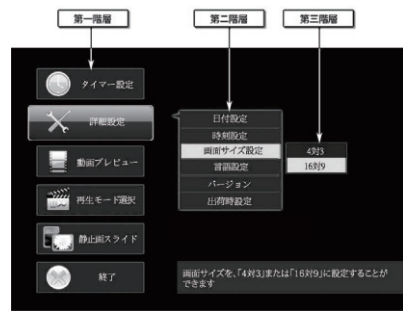 第一階層
第二階層
第三階層
タイマー設定
詳細設定
動画プレビュー
再生モード選択
静止画スライド
終了
日付設定
時刻設定
画面サイズ設定
言語設定
バージョン
出荷時設定
4対3
16対9
画面サイズを、「4対3」または「16対9」に設定することが
できます